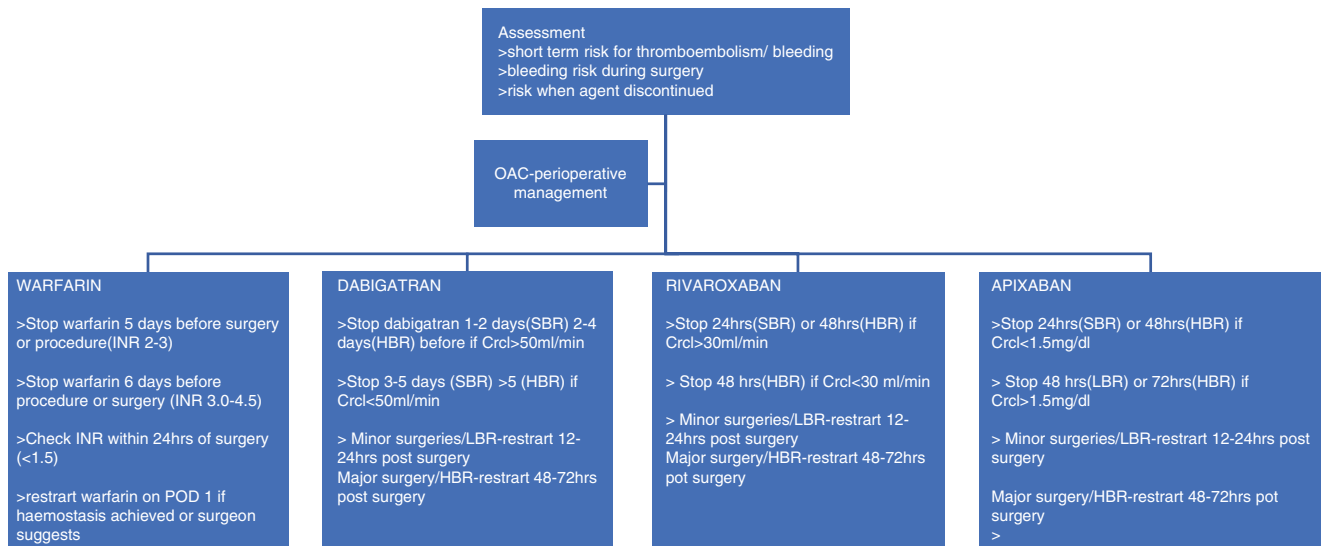 Assessment
>short term risk for thromboembolism/ bleeding
>bleeding risk during surgery
>risk when agent discontinued
OAC-perioperative
management
WARFARIN
>Stop warfarin 5 days before surgery
or procedure(INR 2-3)
>Stop warfarin 6 days before
procedure or surgery (INR 3.0-4.5)
>Check INR within 24hrs of surgery
(<1.5)
>restrart warfarin on POD 1 if
haemostasis achieved or surgeon
suggests
DABIGATRAN
>Stop dabigatran 1-2 days(SBR) 2-4
days(HBR) before if Crcl>50ml/min
>Stop 3-5 days (SBR) >5 (HBR) if
Crcl<50ml/min
> Minor surgeries/LBR-restrart 12-
24hrs post surgery
Major surgery/HBR-restrart 48-72hrs
post surgery
RIVAROXABAN
>Stop 24hrs(SBR) or 48hrs(HBR) if
Crcl>30ml/min
> Stop 48 hrs(HBR) if Crcl<30 ml/min
> Minor surgeries/LBR-restrart 12-
24hrs post surgery
Major surgery/HBR-restrart 48-72hrs
pot surgery
APIXABAN
>Stop 24hrs(SBR) or 48hrs(HBR) if
Crcl<1.5mg/dl
> Stop 48 hrs(LBR) or 72hrs(HBR) if
Crcl>1.5mg/dl
> Minor surgeries/LBR-restrart 12-24hrs post
surgery
Major surgery/HBR-restrart 48-72hrs pot
surgery
>